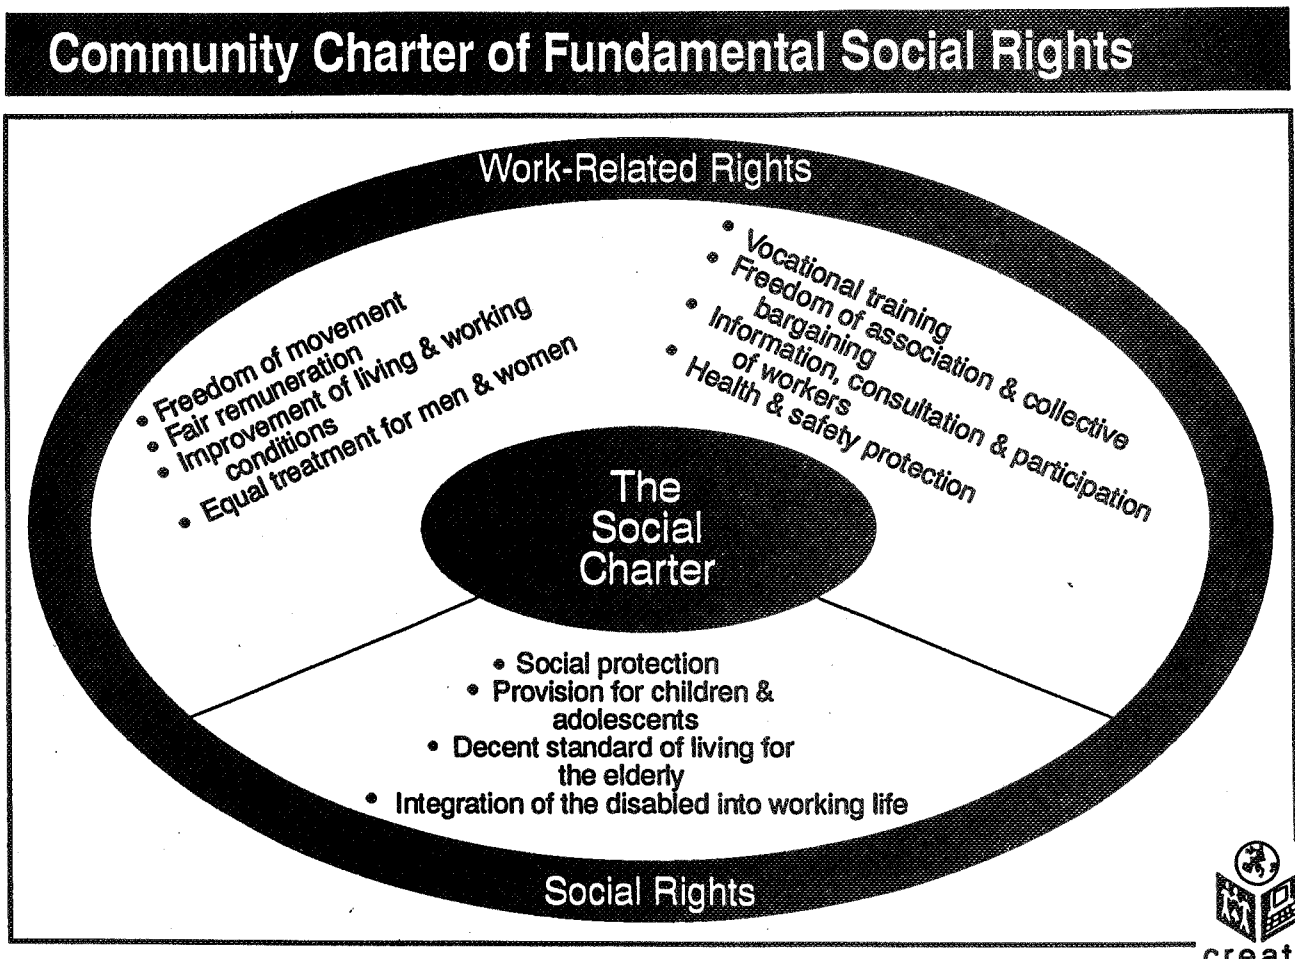 Community Charter of Fundamental Social Rights
Work-Related Rights
• Freedom of movement
• Fair remuneration
• Improvement of living & working
conditions
• Equal treatment for men & women
• Vocational training
• Freedom of association & collective
bargaining
• Information, consultation & participation
of workers
• Health & safety protection
The
Social
Charter
• Social protection
• Provision for children &
adolescents
• Decent standard of living for
the elderly
• Integration of the disabled into working life
Social Rights